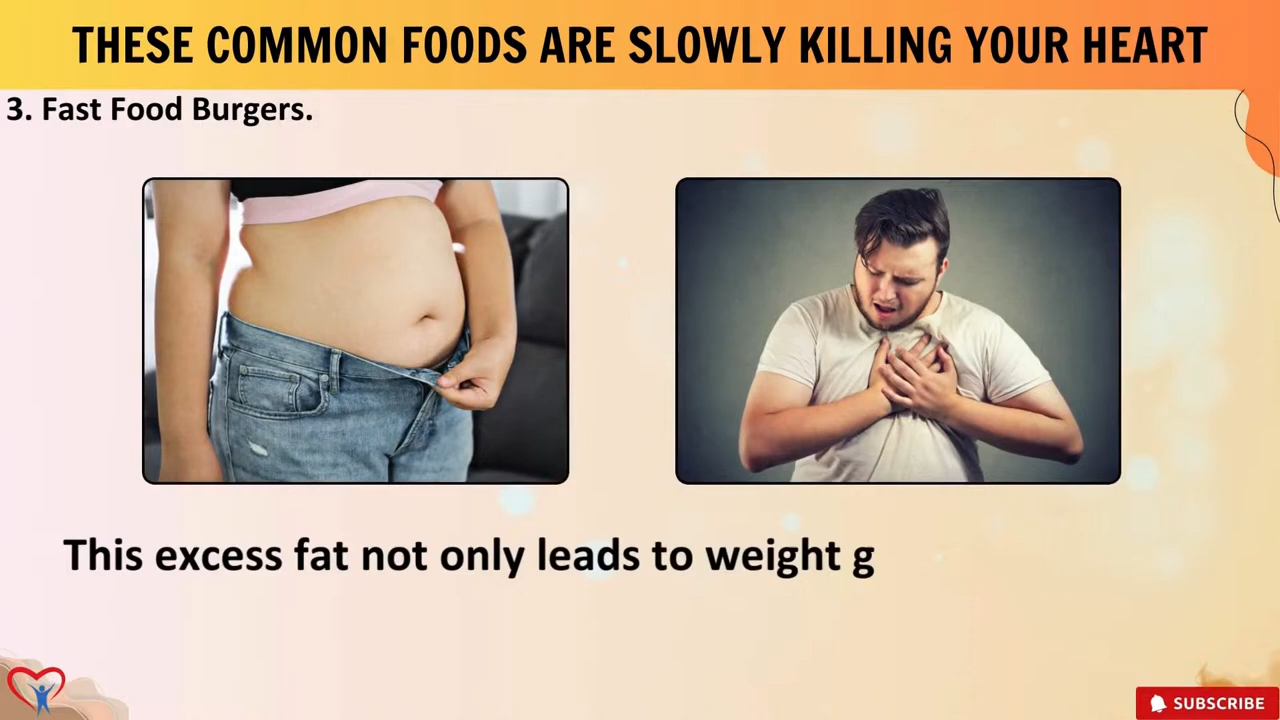 THESE COMMON FOODS ARE SLOWLY KILLING YOUR HEART
3. Fast Food Burgers.
This excess fat not only leads to weight g
SUBSCRIBE